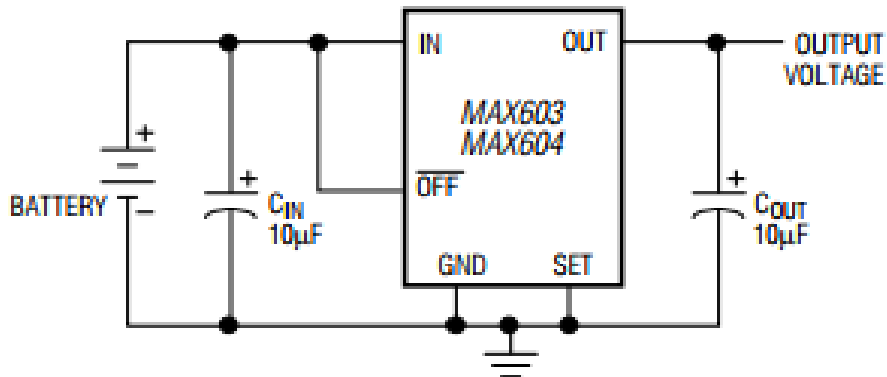 IN
OUT
OUTPUT
VOLTAGE
MAX603
MAX604
+
OFF
+
+
BATTERY
−
CIN
10µF
COUT
10µF
GND
SET